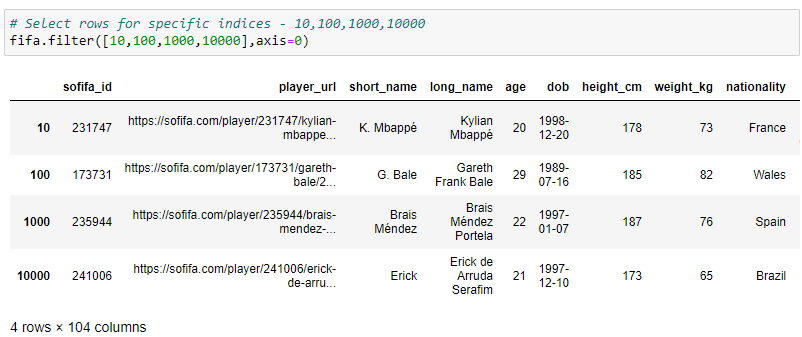 # Select rows for specific indices - 10,100,1000,10000
fifa.filter([10,100,1000,10000],axis=0)
sofifa_id player_url short_name long_name age dob height_cm weight_kg nationality
10 231747 https://sofifa.com/player/231747/kylian-mbappe... K. Mbappé Kylian Mbappé 20 1998-12-20 178 73 France
100 173731 https://sofifa.com/player/173731/gareth-bale/2... G. Bale Gareth Frank Bale 29 1989-07-16 185 82 Wales
1000 235944 https://sofifa.com/player/235944/brais-mendez-... Brais Méndez Brais Méndez Portela 22 1997-01-07 187 76 Spain
10000 241006 https://sofifa.com/player/241006/erick-de-arru... Erick Erick de Arruda Serafim 21 1997-12-10 173 65 Brazil
4 rows × 104 columns